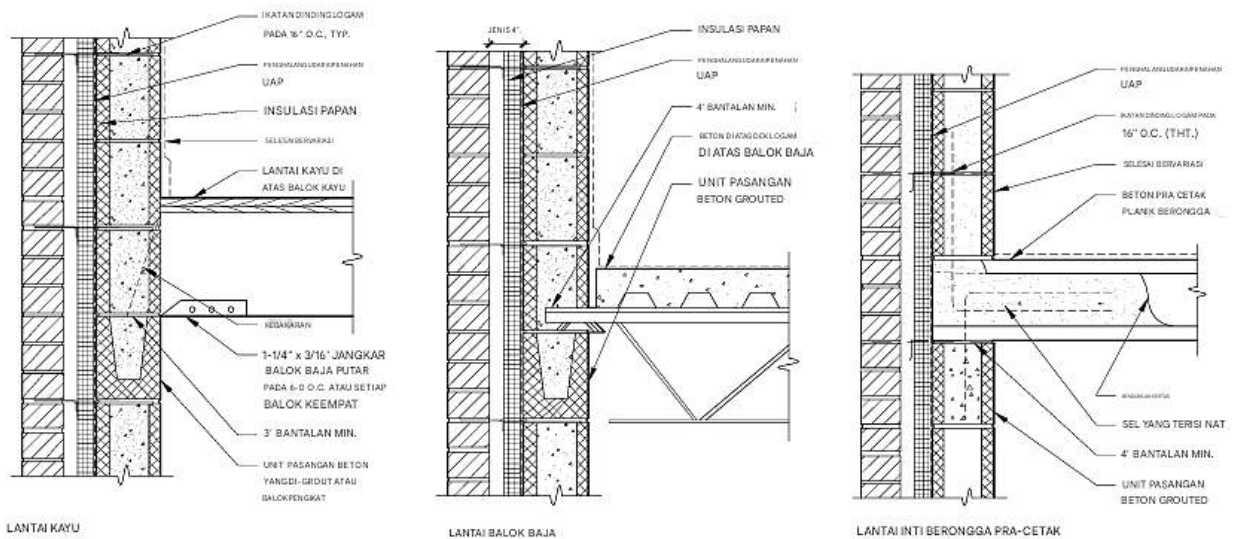 IKATAN DINDING LOGAM
PADA 16" O.C., TYP.
PENGHALANG UDARA/PENAHAN
UAP
INSULASI PAPAN
SELESAI BERVARIASI
LANTAI KAYU DI
ATAS BALOK KAYU
KEBAKARAN
1-1/4" x 3/16" JANGKAR
BALOK BAJA PUTAR
PADA 6-0 O.C. ATAU SETIAP
BALOK KEEMPAT
3' BANTALAN MIN.
UNIT PASANGAN BETON
YANG DI-GROUT ATAU
BALOK PENGIKAT
LANTAI KAYU
JENIS 4"
INSULASI PAPAN
PENGHALANG UDARA/PENAHAN
UAP
4' BANTALAN MIN.
BETON DI ATAS DEK LOGAM
DI ATAS BALOK BAJA
UNIT PASANGAN
BETON GROUTED
LANTAI BALOK BAJA
PENGHALANG UDARA/PENAHAN
UAP
IKATAN DINDING LOGAM PADA
16" O.C. (THT.)
SELESAI BERVARIASI
BETON PRA CETAK
PLANK BERONGGA
SEL YANG TERISI NAT
4' BANTALAN MIN.
UNIT PASANGAN
BETON GROUTED
LANTAI INTI BERONGGA PRA-CETAK